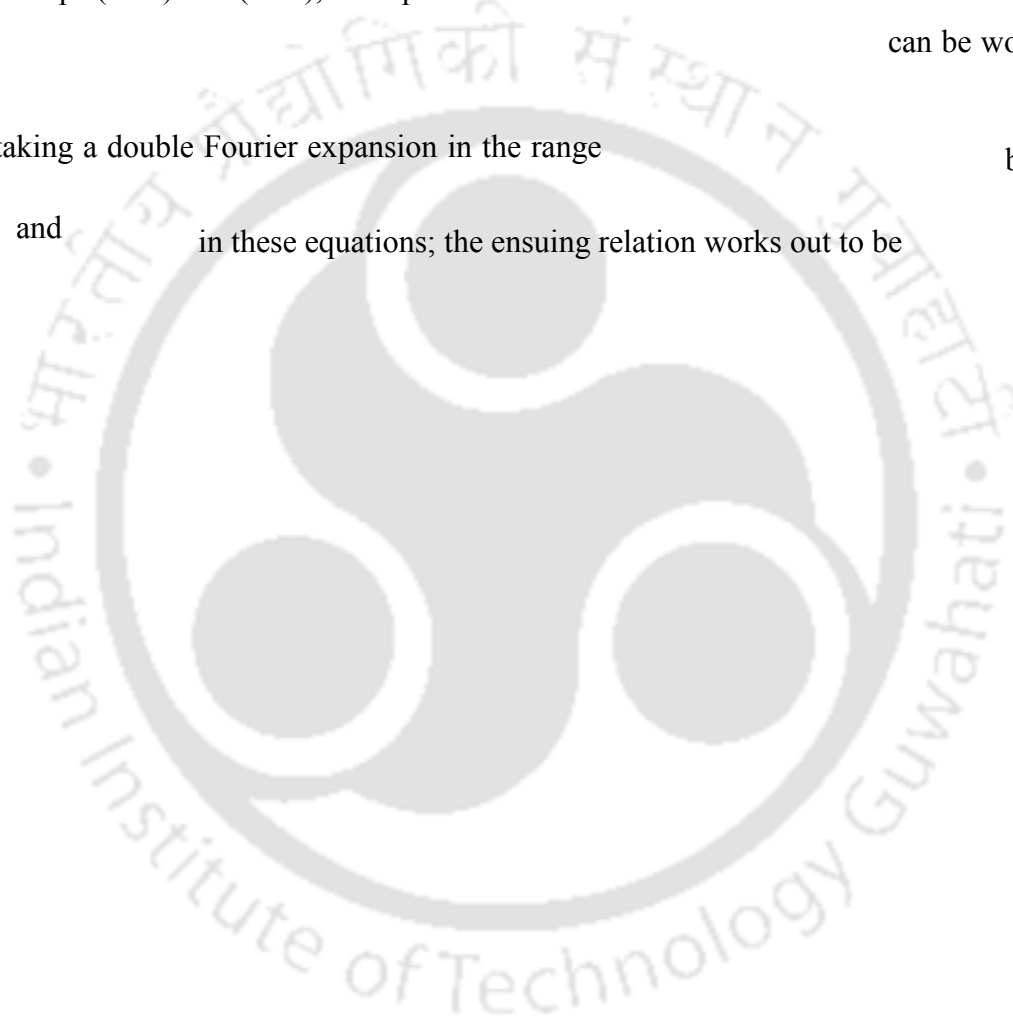 can be
taking a double Fourier expansion in the range
and
in these equations; the ensuing relation works out to be
भारतीय प्रौद्योगिकी संस्थान गुवाहाटी
Indian Institute of Technology Guwahati